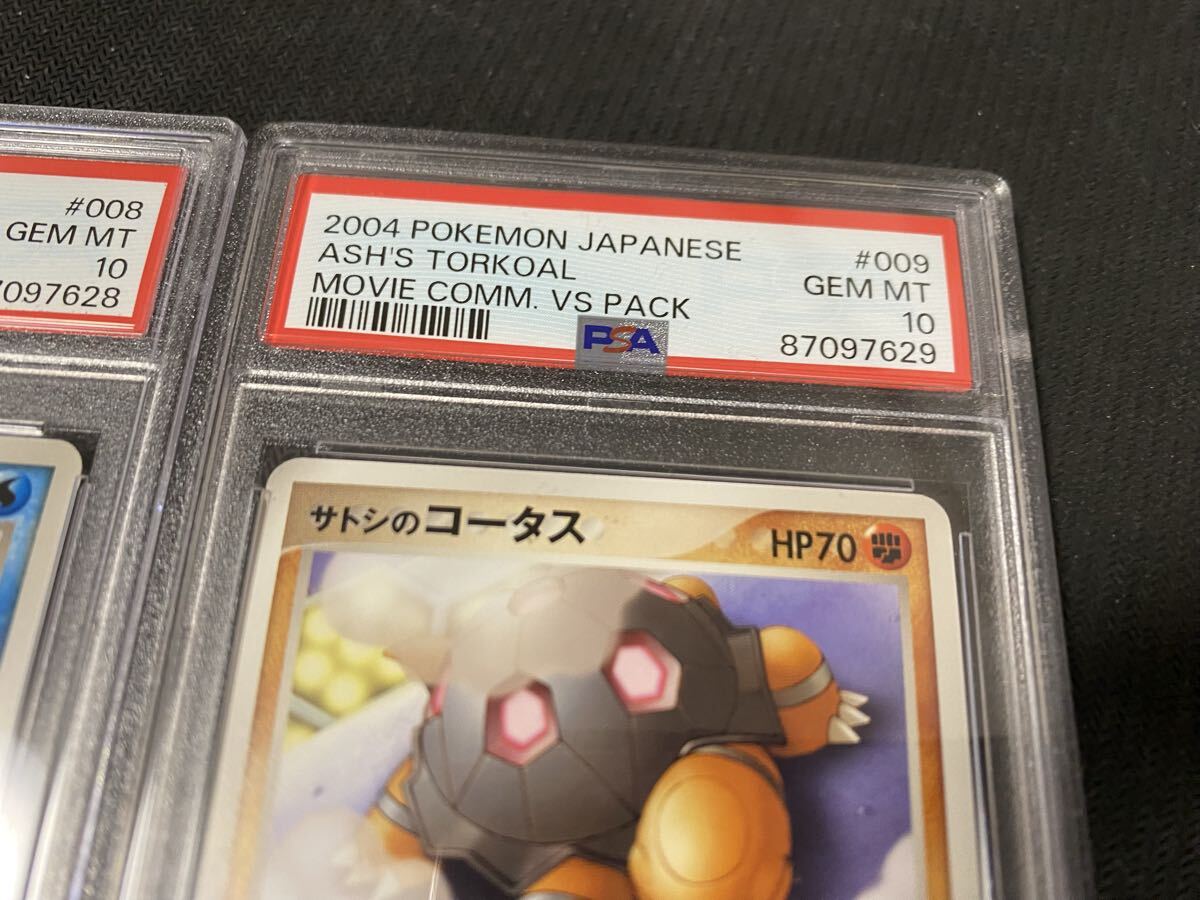 #008
GEM MT
10
7097628
2004 POKEMON JAPANESE #009
ASH'S TORKOAL GEM MT
MOVIE COMM. VS PACK 10
PSA 87097629
サトシのコータス HP70